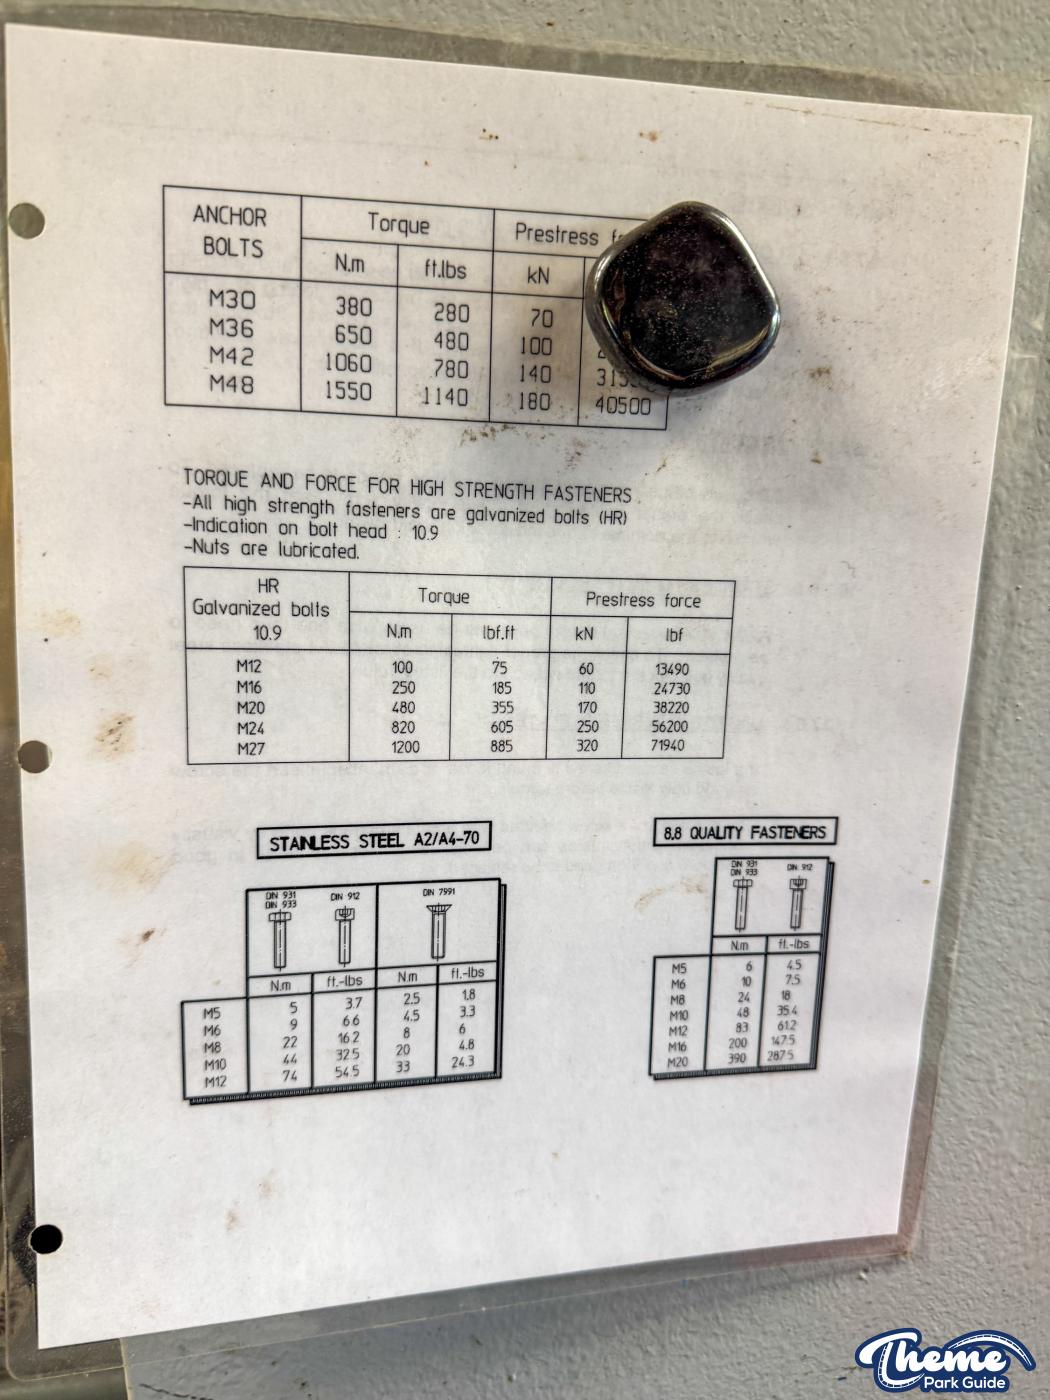 ANCHOR BOLTS Torque Prestress
N.m ft.lbs kN
M30 380 280 70
M36 650 480 100
M42 1060 780 140
M48 1550 1140 180 40500
TORQUE AND FORCE FOR HIGH STRENGTH FASTENERS
-All high strength fasteners are galvanized bolts (HR)
-Indication on bolt head : 10.9
-Nuts are lubricated.
HR Galvanized bolts 10.9 Torque Prestress force
N.m lbf.ft kN lbf
M12 100 75 60 13490
M16 250 185 110 24730
M20 480 355 170 38220
M24 820 605 250 56200
M27 1200 885 320 71940
STAINLESS STEEL A2/A4-70
DIN 931 DIN 933 DIN 912 DIN 7991
N.m ft.-lbs N.m ft.-lbs
M5 5 3.7 2.5 1.8
M6 9 6.6 4.5 3.3
M8 22 16.2 8 6
M10 44 32.5 20 4.8
M12 74 54.5 33 24.3
8.8 QUALITY FASTENERS
DIN 931 DIN 933 DIN 912
N.m ft.-lbs
M5 6 4.5
M6 10 7.5
M8 24 18
M10 48 35.4
M12 83 61.2
M16 200 147.5
M20 390 287.5
Theme
Park Guide